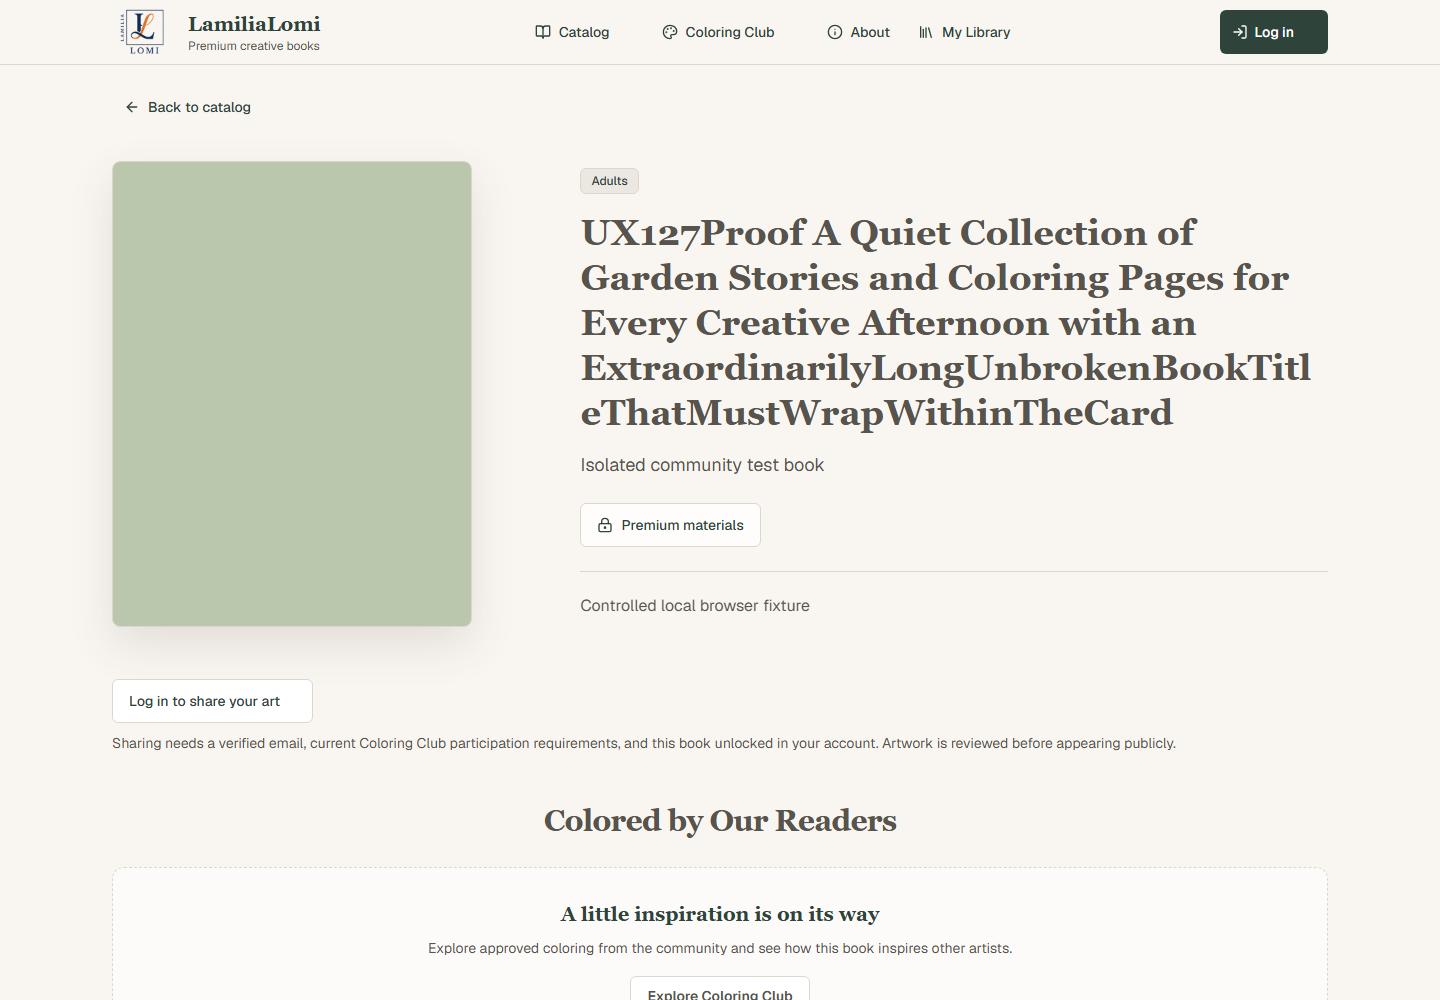 LAMILIA
LOMI
LamiliaLomi
Premium creative books
Catalog
Coloring Club
About
My Library
Log in
Back to catalog
Adults
UX127Proof A Quiet Collection of
Garden Stories and Coloring Pages for
Every Creative Afternoon with an
ExtraordinarilyLongUnbrokenBookTitl
eThatMustWrapWithinTheCard
Isolated community test book
Premium materials
Controlled local browser fixture
Log in to share your art
Sharing needs a verified email, current Coloring Club participation requirements, and this book unlocked in your account. Artwork is reviewed before appearing publicly.
Colored by Our Readers
A little inspiration is on its way
Explore approved coloring from the community and see how this book inspires other artists.
Explore Coloring Club